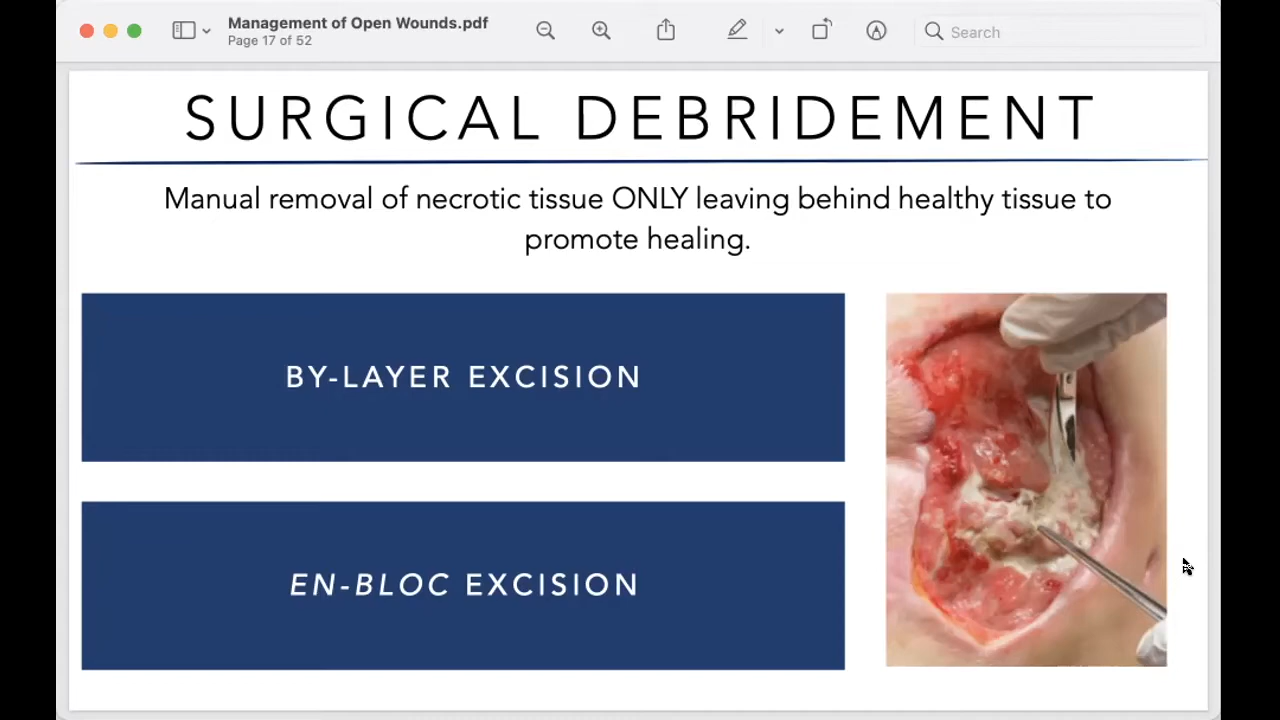 Management of Open Wounds.pdf
Page 17 of 52
Search
SURGICAL DEBRIDEMENT
Manual removal of necrotic tissue ONLY leaving behind healthy tissue to
promote healing.
BY-LAYER EXCISION
EN-BLOC EXCISION